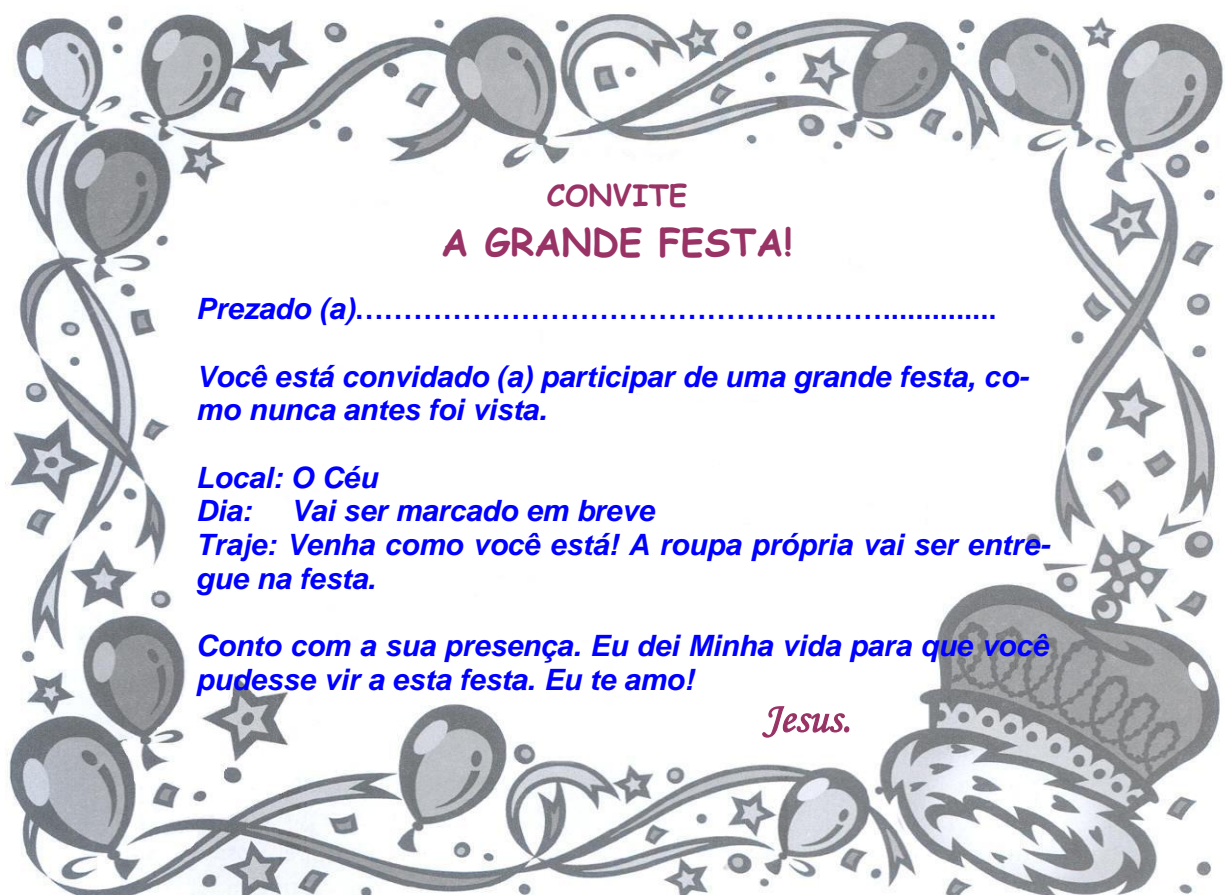 CONVITE
A GRANDE FESTA!
Prezado (a)……………………………………………….............
Você está convidado (a) participar de uma grande festa, co-
mo nunca antes foi vista.
Local: O Céu
Dia: Vai ser marcado em breve
Traje: Venha como você está! A roupa própria vai ser entre-
gue na festa.
Conto com a sua presença. Eu dei Minha vida para que você
pudesse vir a esta festa. Eu te amo!
Jesus.